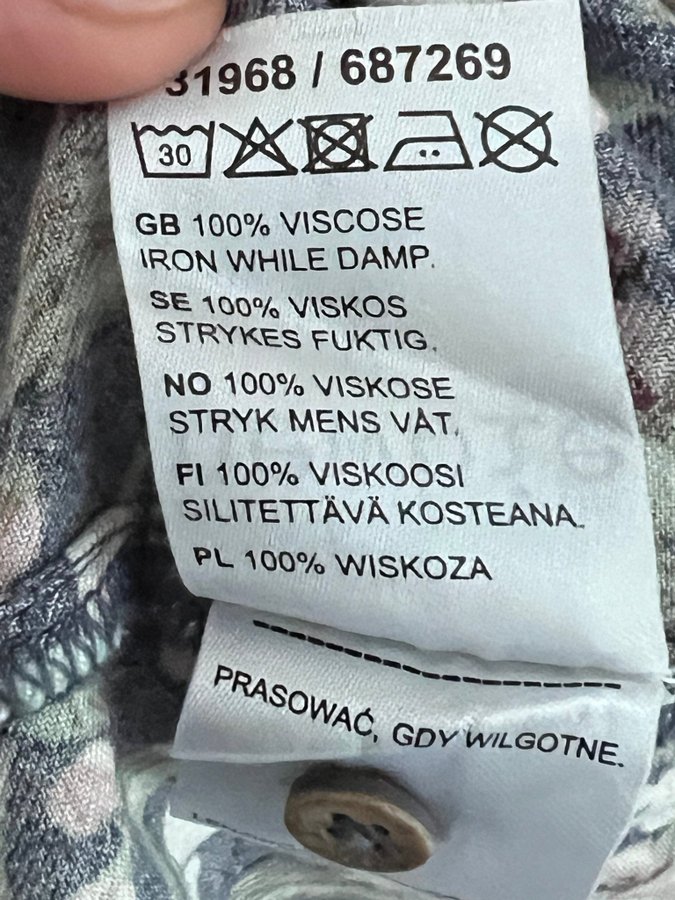 31968 / 687269
30
GB 100% VISCOSE
IRON WHILE DAMP.
SE 100% VISKOS
STRYKES FUKTIG.
NO 100% VISKOSE
STRYK MENS VÅT.
FI 100% VISKOOSI
SILITETTÄVÄ KOSTEANA.
PL 100% WISKOZA
PRASOWAĆ, GDY WILGOTNE.